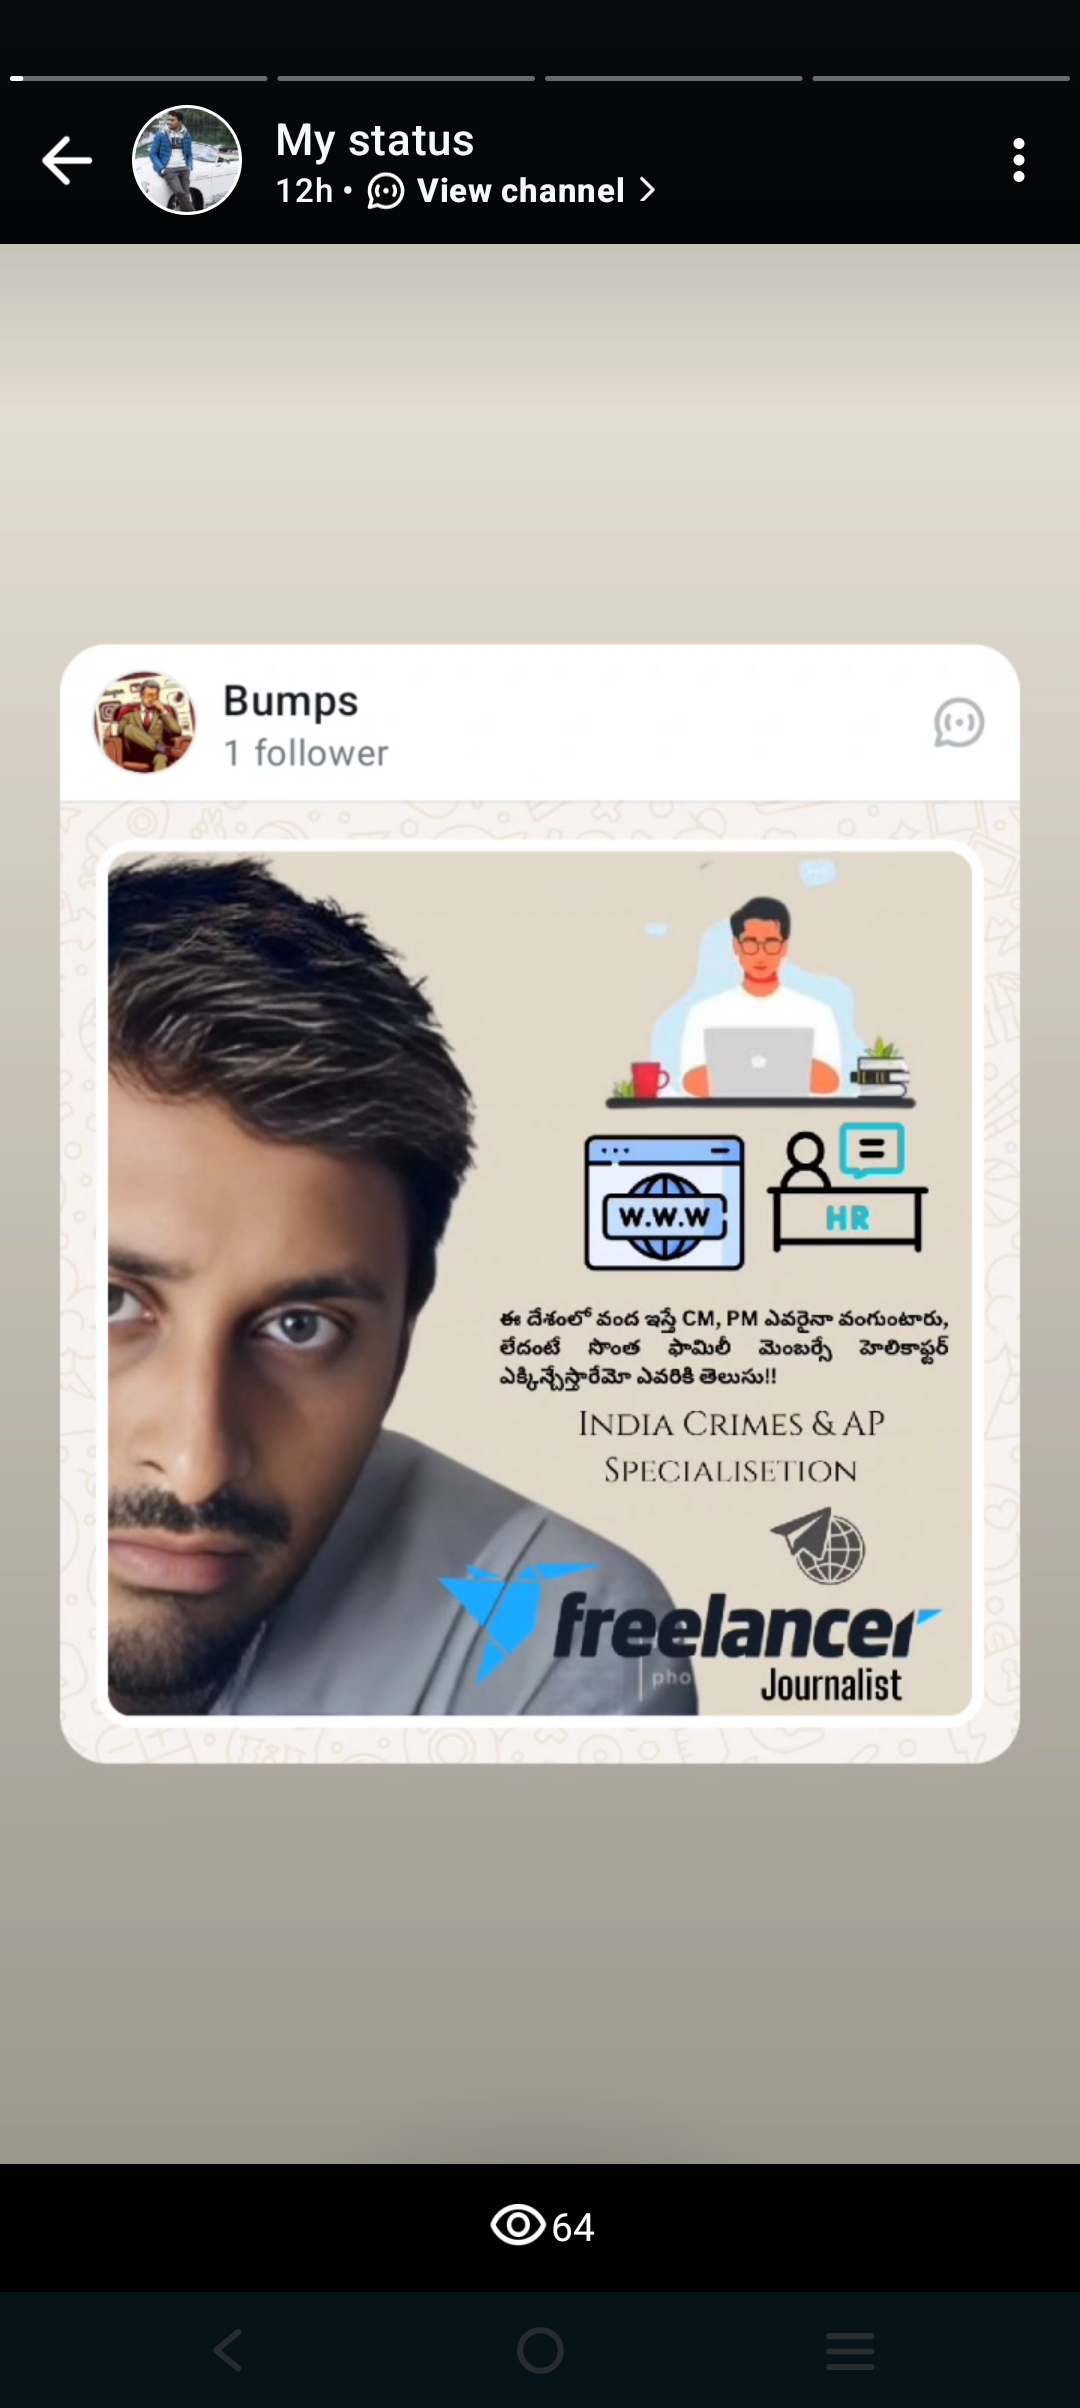 My status
12h • View channel
Bumps
1 follower
W.W.W
HR
ఈ దేశంలో వంద ఇస్తే CM, PM ఎవరైనా వంగుంటారు,
లేదంటే సొంత ఫామిలీ మెంబర్సే హెలికాఫ్టర్
ఎక్కిన్చేస్తారేమో ఎవరికి తెలుసు!!
INDIA CRIMES & AP
SPECIALISETION
freelancer
pho
Journalist
64